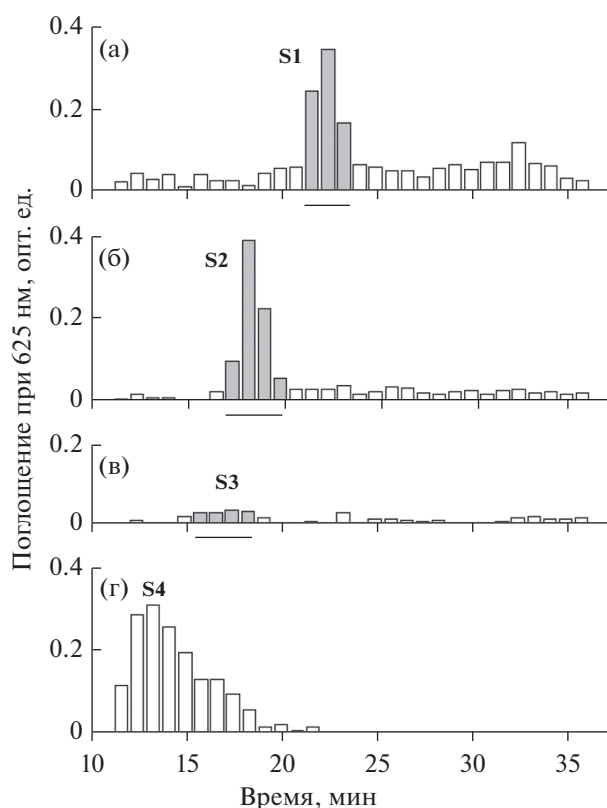 Поглощение при 625 нм, опт. ед.
0.4
(а)
S1
0.2
0
0.4
(б)
S2
0.2
0
0.2
(в)
S3
0
0.4
(г)
S4
0.2
0
10 15 20 25 30 35
Время, мин